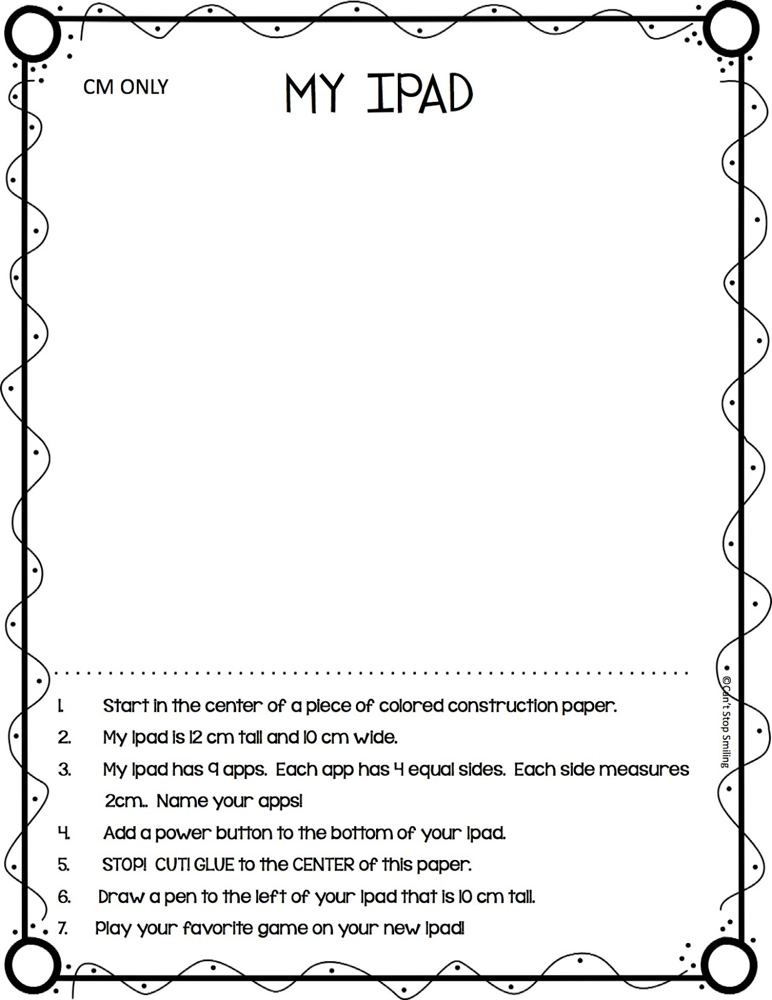 CM ONLY
MY IPAD
1. Start in the center of a piece of colored construction paper.
2. My Ipad is 12 cm tall and 10 cm wide.
3. My Ipad has 9 apps. Each app has 4 equal sides. Each side measures
2cm.. Name your apps!
4. Add a power button to the bottom of your Ipad.
5. STOP! CUT! GLUE to the CENTER of this paper.
6. Draw a pen to the left of your Ipad that is 10 cm tall.
7. Play your favorite game on your new Ipad!
©Can't Stop Smiling